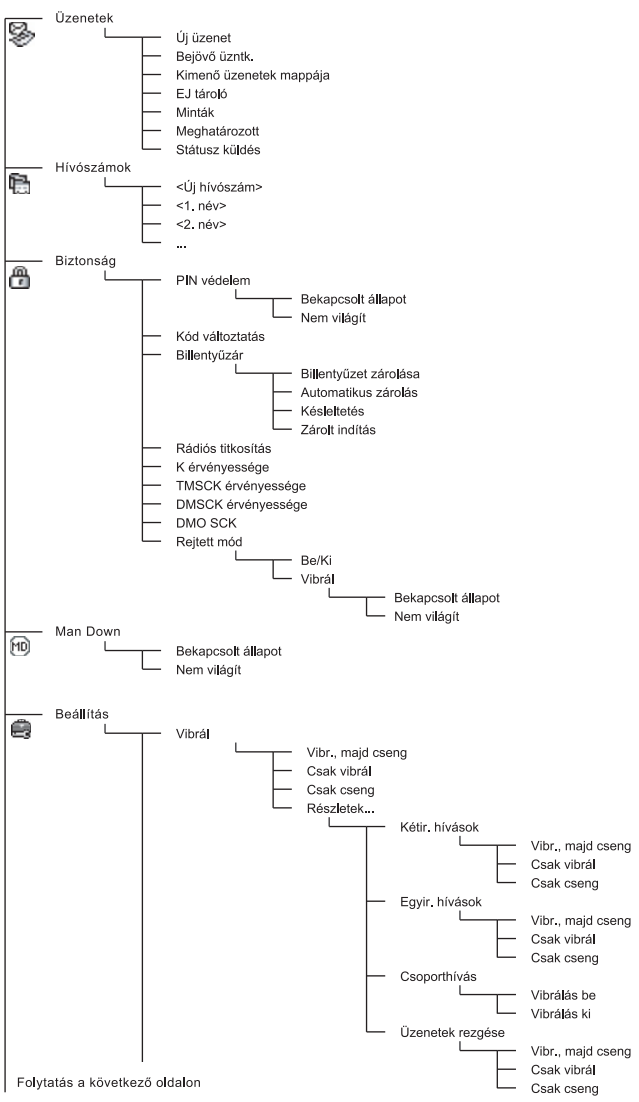 Üzenetek
Új üzenet
Bejövő üzntk.
Kimenő üzenetek mappája
EJ tároló
Minták
Meghatározott
Státusz küldés
Hívószámok
<Új hívószám>
<1. név>
<2. név>
...
Biztonság
PIN védelem
Bekapcsolt állapot
Nem világít
Kód változtatás
Billentyűzár
Billentyűzet zárolása
Automatikus zárolás
Késleltetés
Zárolt indítás
Rádiós titkosítás
K érvényessége
TMSCK érvényessége
DMSCK érvényessége
DMO SCK
Rejtett mód
Be/Ki
Vibrál
Bekapcsolt állapot
Nem világít
MD
Man Down
Bekapcsolt állapot
Nem világít
Beállítás
Vibrál
Vibr., majd cseng
Csak vibrál
Csak cseng
Részletek...
Kétir. hívások
Vibr., majd cseng
Csak vibrál
Csak cseng
Egyir. hívások
Vibr., majd cseng
Csak vibrál
Csak cseng
Csoporthívás
Vibrálás be
Vibrálás ki
Üzenetek rezgése
Vibr., majd cseng
Csak vibrál
Csak cseng
Folytatás a következő oldalon